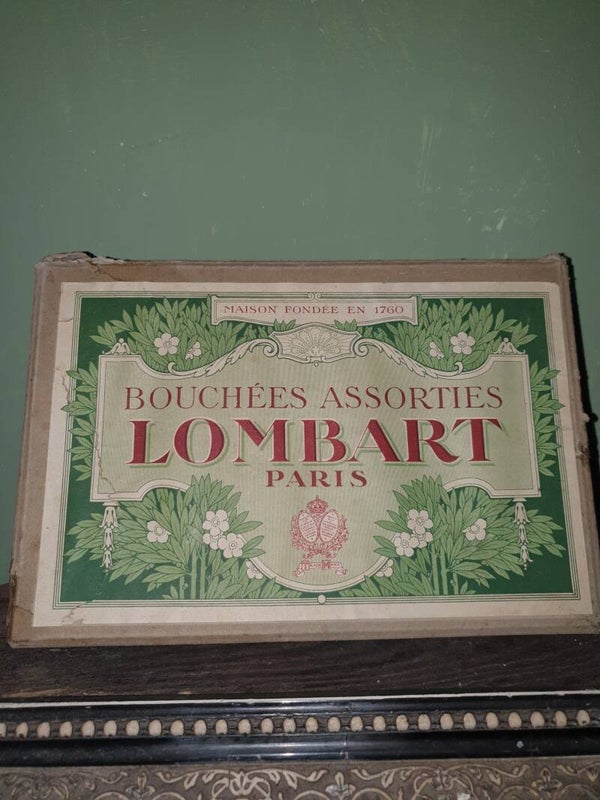 MAISON FONDÉE EN 1760
BOUCHÉES ASSORTIES
LOMBART
PARIS